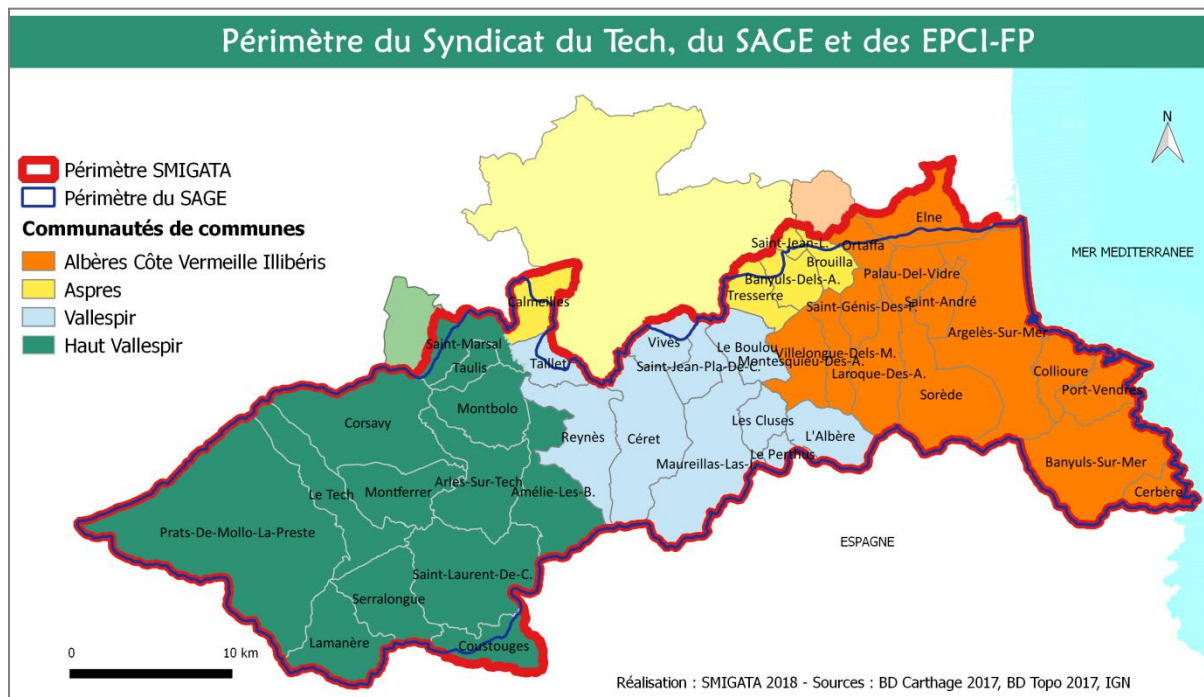 Périmètre du Syndicat du Tech, du SAGE et des EPCI-FP
N
Périmètre SMIGATA
Périmètre du SAGE
Communautés de communes
Albères Côte Vermeille Illibéris
Aspres
Vallespir
Haut Vallespir
MER MEDITERRANEE
ESPAGNE
Elne
Saint-Jean-L.
Ortaffa
Brouilla
Banyuls-Dels-A.
Palau-Del-Vidre
Tresserre
Calmeilles
Saint-Génis-Des-F.
Saint-André
Argelès-Sur-Mer
Saint-Marsal
Vivès
Le Boulou
Taillet
Saint-Jean-Pla-De-C.
Montesquieu-Des-A.
Villelongue-Dels-M.
Taulis
Laroque-Des-A.
Collioure
Port-Vendres
Sorède
Montbolo
Corsavy
Les Cluses
Reynès
Céret
L'Albère
Le Perthus
Maureillas-Las-I.
Banyuls-Sur-Mer
Cerbère
Arles-Sur-Tech
Le Tech
Montferrer
Amélie-Les-B.
Prats-De-Mollo-La-Preste
Saint-Laurent-De-C.
Serralongue
Lamanère
Coustouges
0 10 km
Réalisation : SMIGATA 2018 - Sources : BD Carthage 2017, BD Topo 2017, IGN